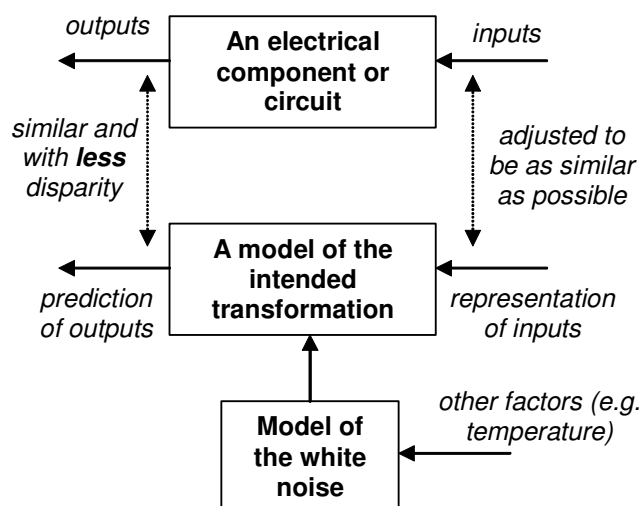 outputs
An electrical
component or
circuit
inputs
similar and
with less
disparity
adjusted to
be as similar
as possible
A model of the
intended
transformation
prediction
of outputs
representation
of inputs
other factors (e.g.
temperature)
Model of
the white
noise